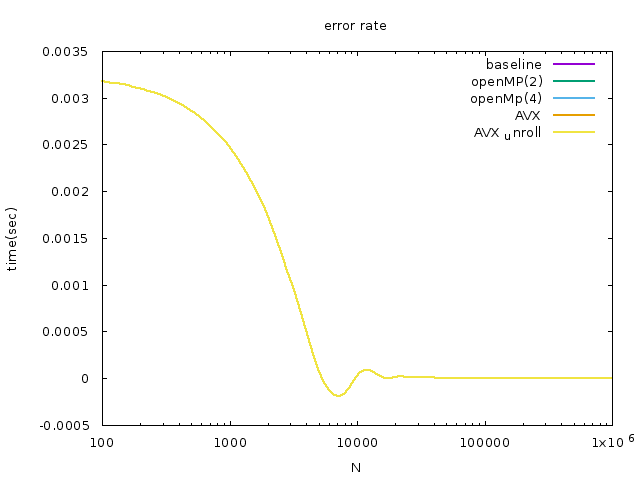 error rate
0.0035
0.003
0.0025
0.002
0.0015
0.001
0.0005
0
-0.0005
time(sec)
baseline
openMP(2)
openMp(4)
AVX
AVX unroll
100
1000
10000
100000
1x10 6
N